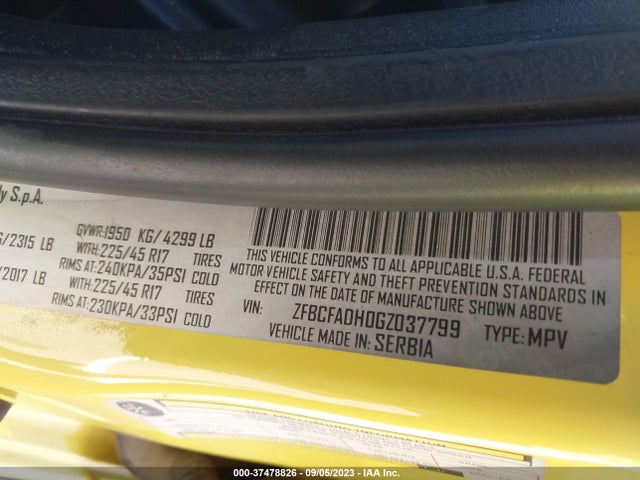 ly S.p.A.
G/2315 LB
GVWR:1950 KG/4299 LB
WITH:225/45 R17 TIRES
RIMS AT:240KPA/35PSI COLD
/2017 LB
WITH:225/45 R17 TIRES
RIMS AT:230KPA/33PSI COLD
THIS VEHICLE CONFORMS TO ALL APPLICABLE U.S.A. FEDERAL
MOTOR VEHICLE SAFETY AND THEFT PREVENTION STANDARDS IN
EFFECT ON THE DATE OF MANUFACTURE SHOWN ABOVE
VIN: ZFBCFADH0GZ037799
TYPE: MPV
VEHICLE MADE IN: SERBIA
000-37478826 - 09/05/2023 - IAA Inc.